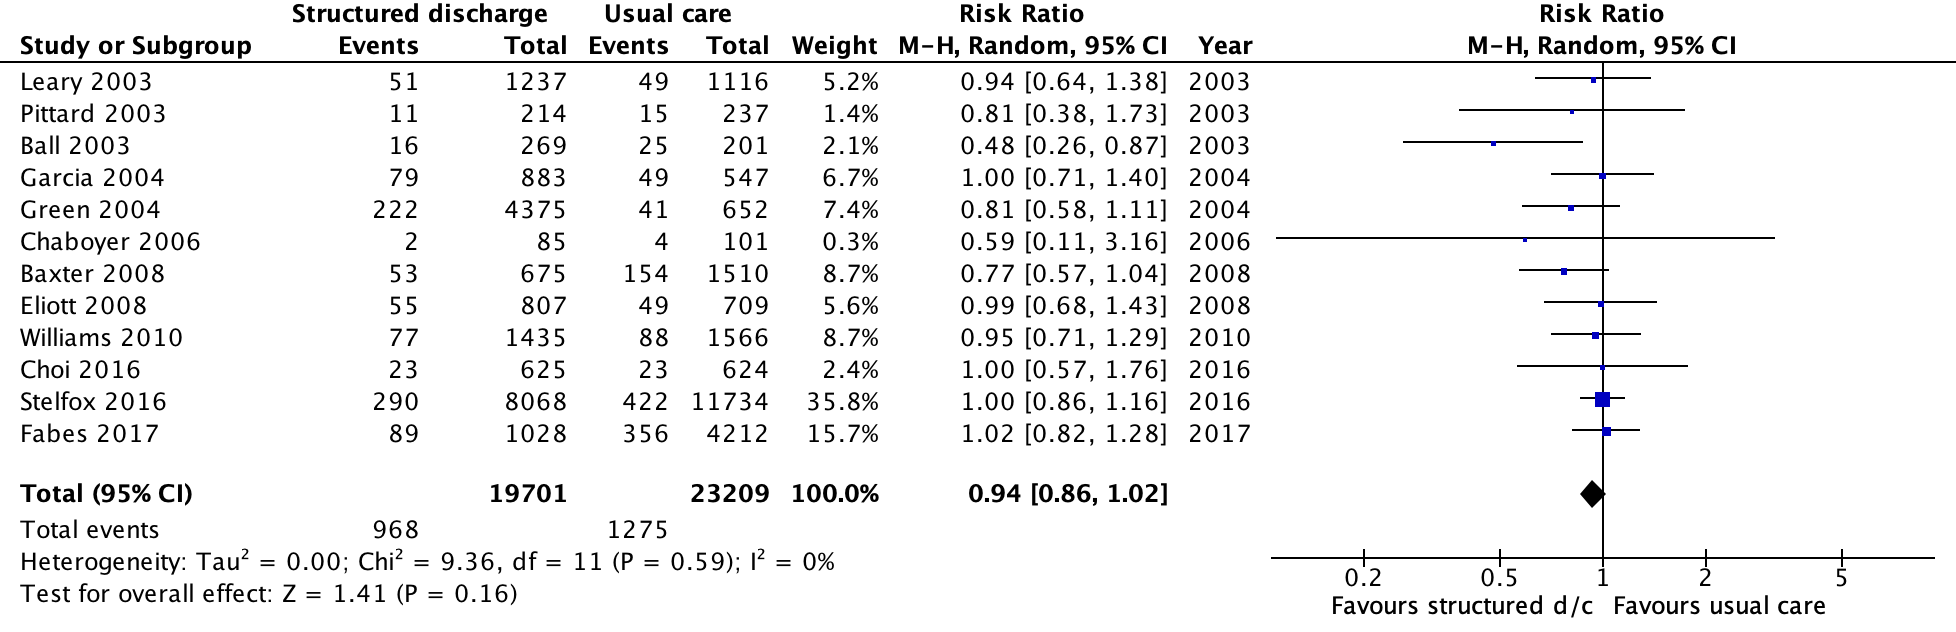 Structured discharge Usual care Risk Ratio Risk Ratio
Study or Subgroup Events Total Events Total Weight M-H, Random, 95% CI Year M-H, Random, 95% CI
Leary 2003 51 1237 49 1116 5.2% 0.94 [0.64, 1.38] 2003
Pittard 2003 11 214 15 237 1.4% 0.81 [0.38, 1.73] 2003
Ball 2003 16 269 25 201 2.1% 0.48 [0.26, 0.87] 2003
Garcia 2004 79 883 49 547 6.7% 1.00 [0.71, 1.40] 2004
Green 2004 222 4375 41 652 7.4% 0.81 [0.58, 1.11] 2004
Chaboyer 2006 2 85 4 101 0.3% 0.59 [0.11, 3.16] 2006
Baxter 2008 53 675 154 1510 8.7% 0.77 [0.57, 1.04] 2008
Eliott 2008 55 807 49 709 5.6% 0.99 [0.68, 1.43] 2008
Williams 2010 77 1435 88 1566 8.7% 0.95 [0.71, 1.29] 2010
Choi 2016 23 625 23 624 2.4% 1.00 [0.57, 1.76] 2016
Stelfox 2016 290 8068 422 11734 35.8% 1.00 [0.86, 1.16] 2016
Fabes 2017 89 1028 356 4212 15.7% 1.02 [0.82, 1.28] 2017
Total (95% CI) 19701 23209 100.0% 0.94 [0.86, 1.02]
Total events 968 1275
Heterogeneity: Tau² = 0.00; Chi² = 9.36, df = 11 (P = 0.59); I² = 0%
Test for overall effect: Z = 1.41 (P = 0.16)
0.2 0.5 1 2 5
Favours structured d/c Favours usual care